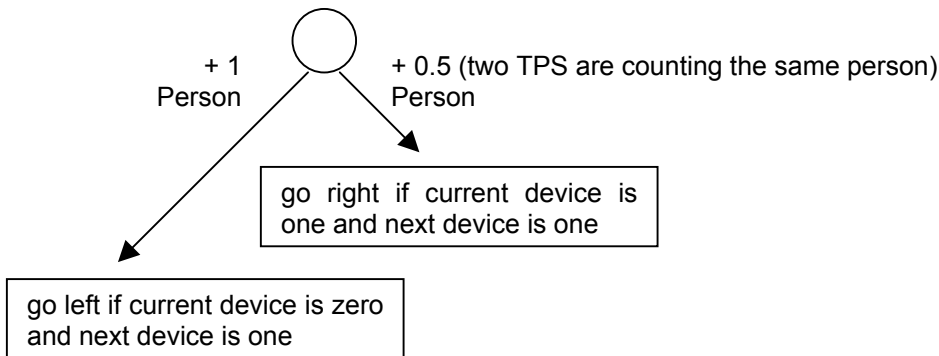 + 1
Person
+ 0.5 (two TPS are counting the same person)
Person
go right if current device is
one and next device is one
go left if current device is zero
and next device is one